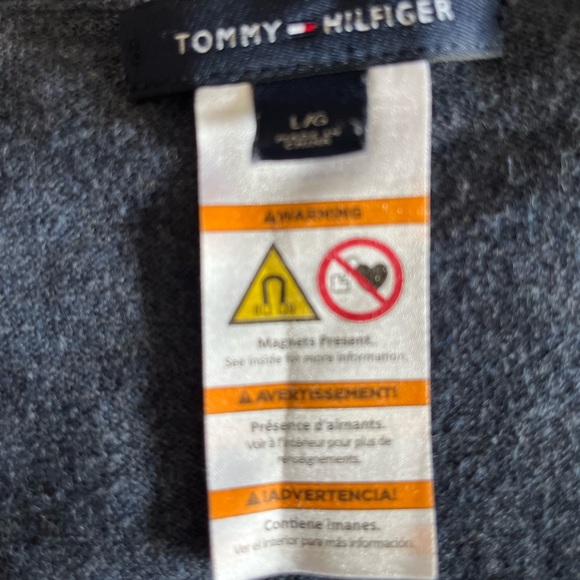 TOMMY HILFIGER
L/G
WARNING
Magnets Present.
See inside for more information.
AVERTISSEMENT!
Présence d'aimants.
Voir à l'intérieur pour plus de
renseignements.
¡ADVERTENCIA!
Contiene imanes.
Ver el interior para más información.